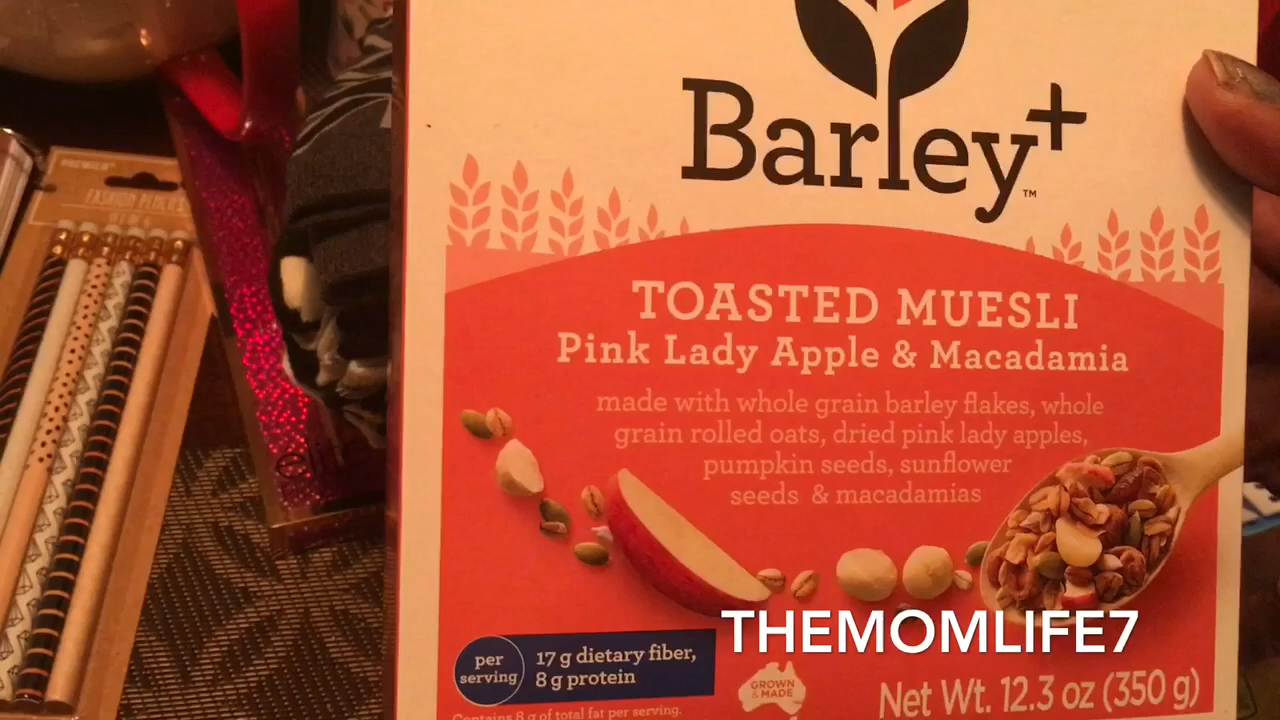 Barley+™
TOASTED MUESLI
Pink Lady Apple & Macadamia
made with whole grain barley flakes, whole
grain rolled oats, dried pink lady apples,
pumpkin seeds, sunflower
seeds & macadamias
THEMOMLIFE7
per
serving
17 g dietary fiber,
8 g protein
Contains 8 g of total fat per serving.
GROWN
& MADE
Net Wt. 12.3 oz (350 g)
FASHION PENCILS